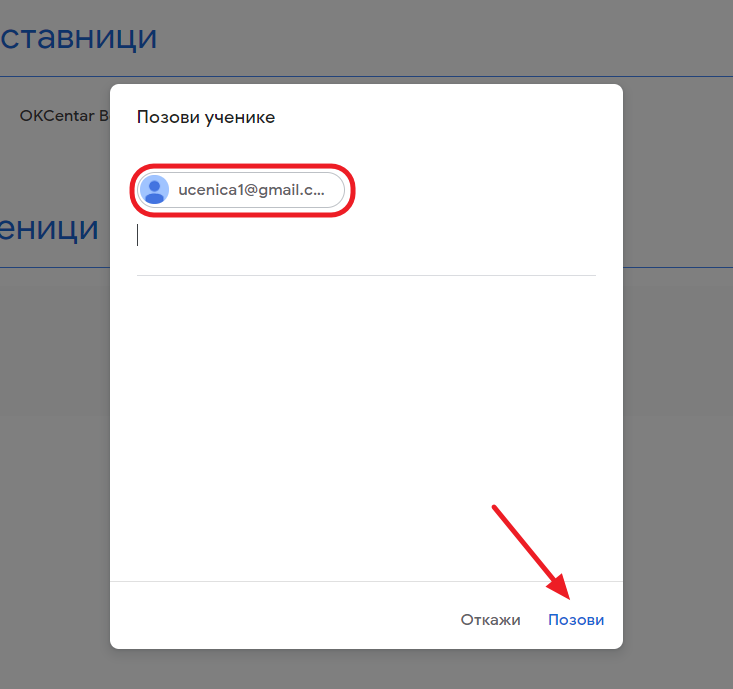 ставници
OKCentar B
Позови ученике
ucenica1@gmail.c...
еници
Откажи Позови